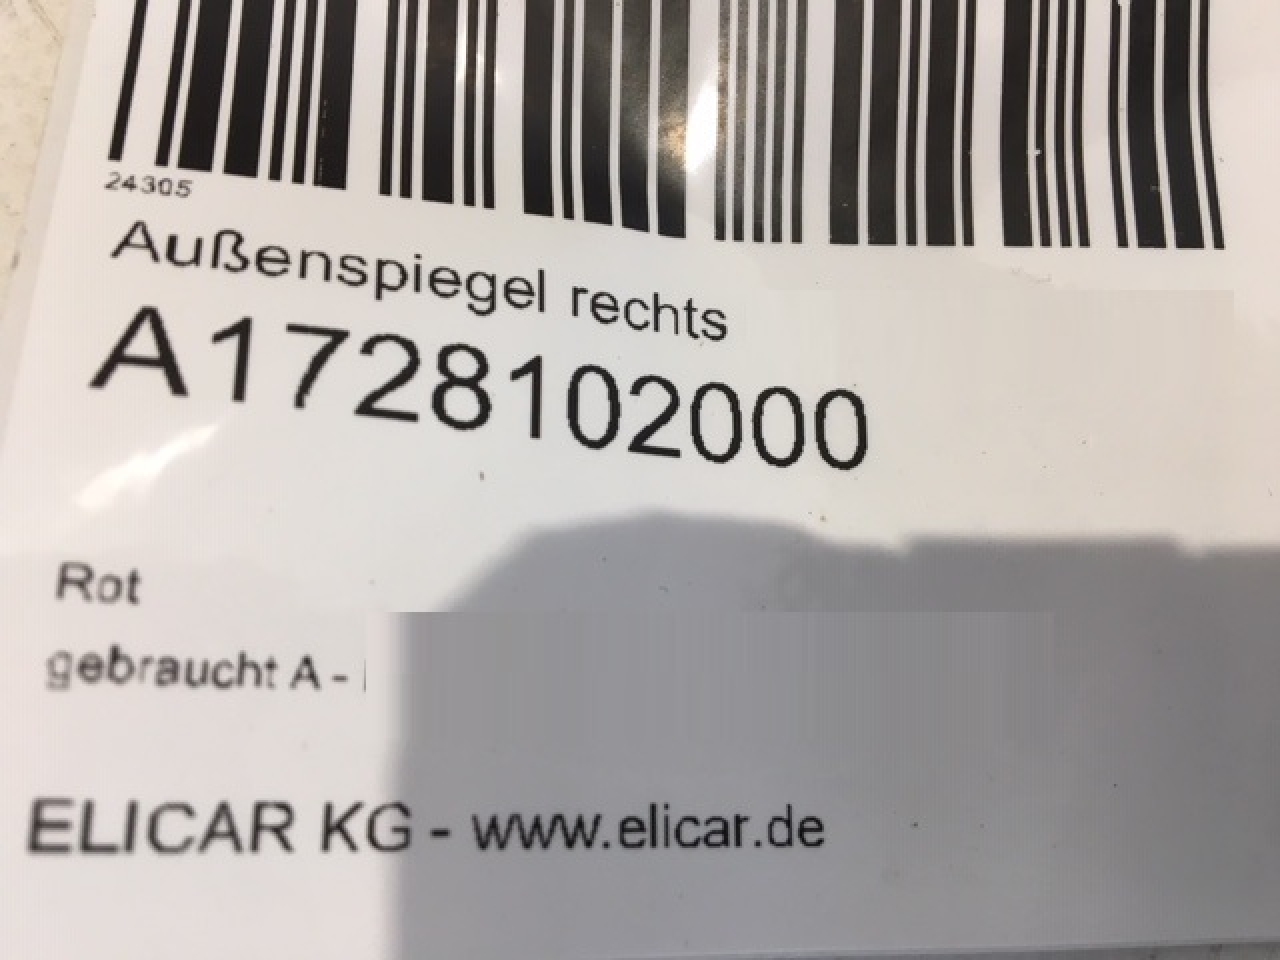 24305
Außenspiegel rechts
A1728102000
Rot
gebraucht A -
ELICAR KG - www.elicar.de